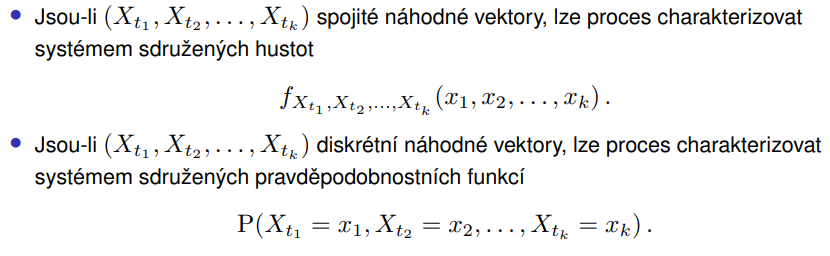 • Jsou-li (X_{t_1}, X_{t_2}, . . . , X_{t_k}) spojité náhodné vektory, lze proces charakterizovat
systémem sdružených hustot
f_{X_{t_1},X_{t_2},...,X_{t_k}}(x_1, x_2, . . . , x_k) .
• Jsou-li (X_{t_1}, X_{t_2}, . . . , X_{t_k}) diskrétní náhodné vektory, lze proces charakterizovat
systémem sdružených pravděpodobnostních funkcí
P(X_{t_1} = x_1, X_{t_2} = x_2, . . . , X_{t_k} = x_k) .